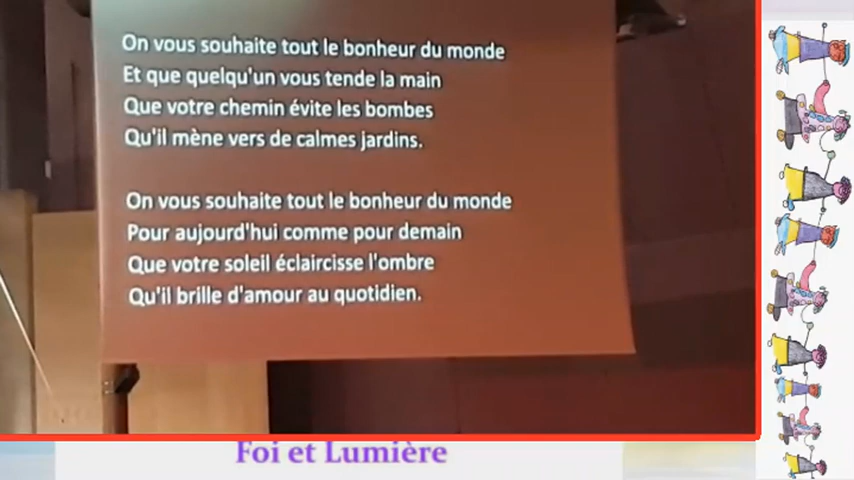 On vous souhaite tout le bonheur du monde
Et que quelqu'un vous tende la main
Que votre chemin évite les bombes
Qu'il mène vers de calmes jardins.
On vous souhaite tout le bonheur du monde
Pour aujourd'hui comme pour demain
Que votre soleil éclaircisse l'ombre
Qu'il brille d'amour au quotidien.
Foi et Lumière